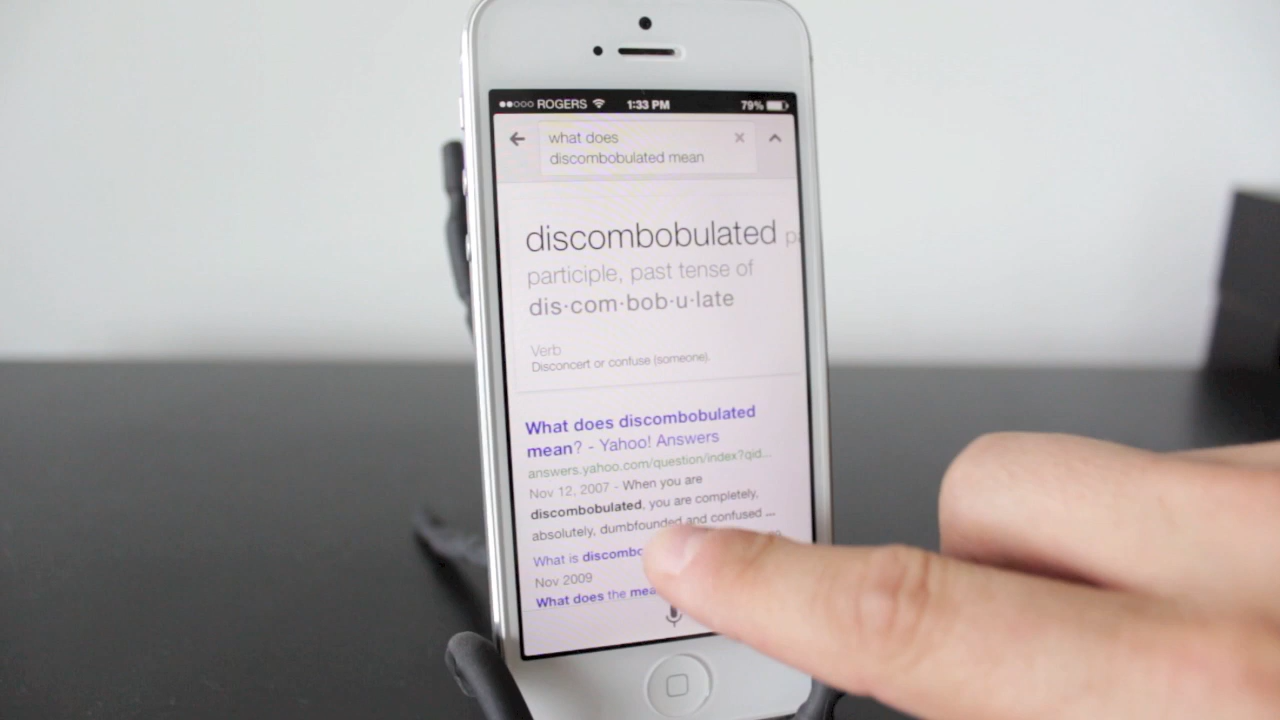 ROGERS 1:33 PM 79%
what does
discombobulated mean
discombobulated
participle, past tense of
dis·com·bob·u·late
Verb
Disconcert or confuse (someone).
What does discombobulated
mean? - Yahoo! Answers
answers.yahoo.com/question/index?qid...
Nov 12, 2007 - When you are
discombobulated, you are completely,
absolutely, dumbfounded and confused ...
What is discombo
Nov 2009
What does the mea